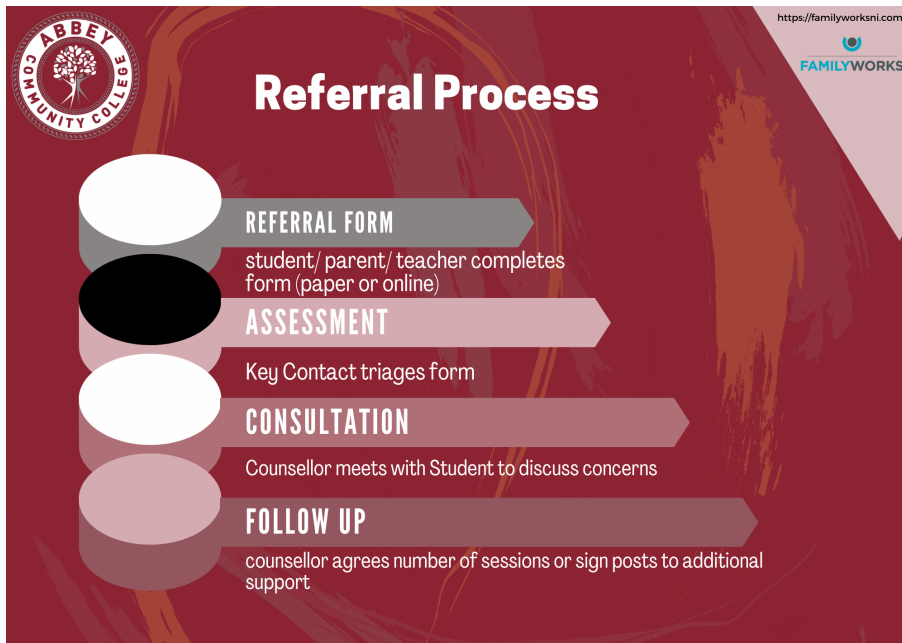 https://familyworksni.com
FAMILYWORKS
ABBEY
COMMUNITY COLLEGE
Referral Process
REFERRAL FORM
student/ parent/ teacher completes
form (paper or online)
ASSESSMENT
Key Contact triages form
CONSULTATION
Counsellor meets with Student to discuss concerns
FOLLOW UP
counsellor agrees number of sessions or sign posts to additional
support